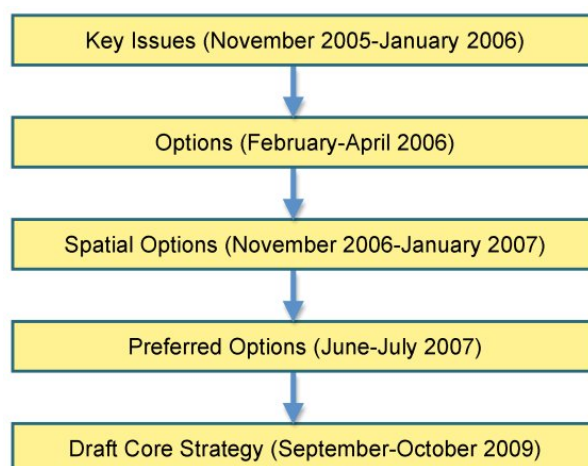 Key Issues (November 2005-January 2006)
Options (February-April 2006)
Spatial Options (November 2006-January 2007)
Preferred Options (June-July 2007)
Draft Core Strategy (September-October 2009)